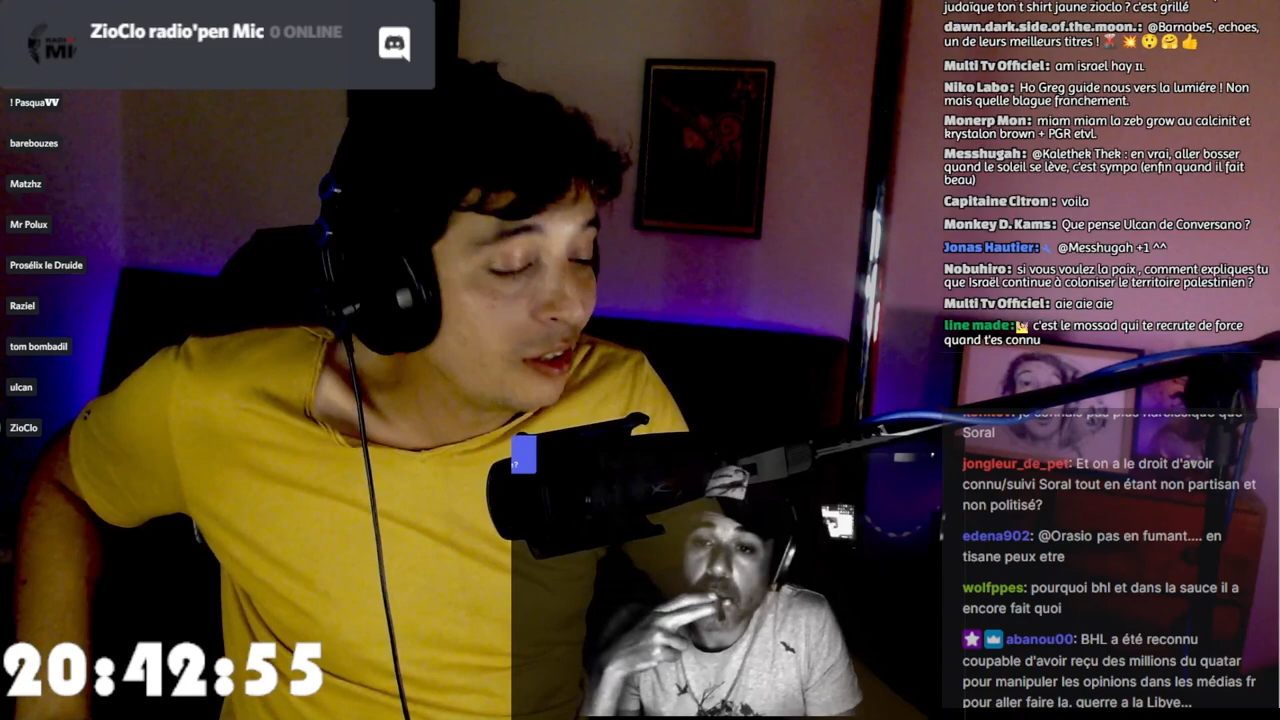 ZioClo radio'pen Mic 0 ONLINE
MIC
! PasquaVV
barebouzes
Matzhz
Mr Polux
Prosélix le Druide
Raziel
tom bombadil
ulcan
ZioClo
20:42:55
judaïque ton t shirt jaune zioclo ? c'est grillé
dawn.dark.side.of.the.moon.: @Barnabe5, echoes,
un de leurs meilleurs titres !
Multi Tv Officiel: am israel hay IL
Niko Labo: Ho Greg guide nous vers la lumiére ! Non
mais quelle blague franchement.
Monerp Mon: miam miam la zeb grow au calcinit et
krystalon brown + PGR etvl.
Messhugah: @Kalethek Thek : en vrai, aller bosser
quand le soleil se lève, c'est sympa (enfin quand il fait
beau)
Capitaine Citron : voila
Monkey D. Kams: Que pense Ulcan de Conversano ?
Jonas Hautier: @Messhugah +1 ^^
Nobuhiro: si vous voulez la paix , comment expliques tu
que Israël continue à coloniser le territoire palestinien ?
Multi Tv Officiel: aie aie aie
line made: c'est le mossad qui te recrute de force
quand t'es connu
je connais pas plus narcissique que
Soral
jongleur_de_pet: Et on a le droit d'avoir
connu/suivi Soral tout en étant non partisan et
non politisé?
edena902: @Orasio pas en fumant.... en
tisane peux etre
wolfppes: pourquoi bhl et dans la sauce il a
encore fait quoi
abanou00: BHL a été reconnu
coupable d'avoir reçu des millions du quatar
pour manipuler les opinions dans les médias fr
pour aller faire la. guerre a la Libye...